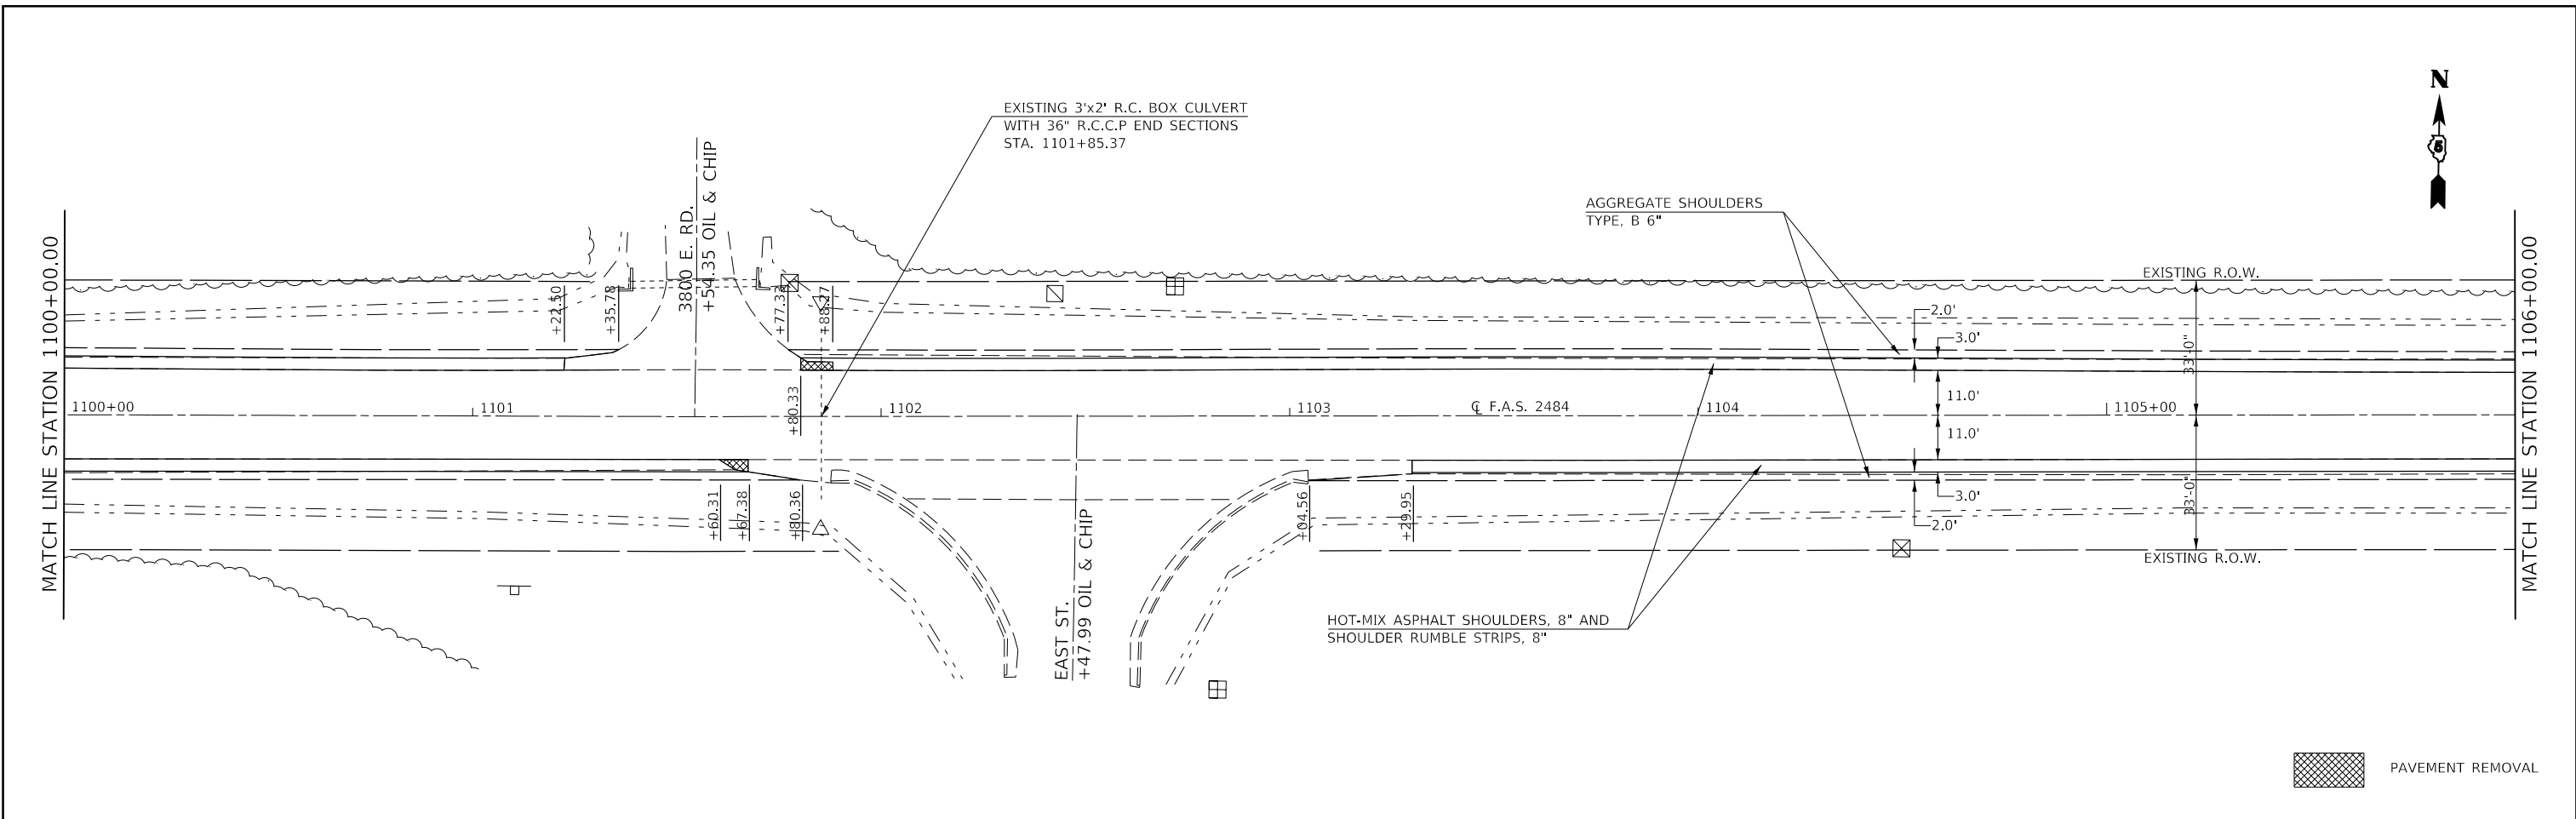 EXISTING 3'x2' R.C. BOX CULVERT
WITH 36" R.C.C.P END SECTIONS
STA. 1101+85.37
N
5
AGGREGATE SHOULDERS
TYPE, B 6"
MATCH LINE STATION 1100+00.00
3800 E. RD.
+54.35 OIL & CHIP
+22.50
+35.78
+77.33
+88.27
EXISTING R.O.W.
2.0'
3.0'
33'-0"
MATCH LINE STATION 1106+00.00
+80.33
11.0'
1100+00
1101
1102
1103
℄ F.A.S. 2484
1104
1105+00
11.0'
+60.31
+67.38
+80.36
+04.56
+29.95
3.0'
2.0'
33'-0"
EXISTING R.O.W.
EAST ST.
+47.99 OIL & CHIP
HOT-MIX ASPHALT SHOULDERS, 8" AND
SHOULDER RUMBLE STRIPS, 8"
PAVEMENT REMOVAL